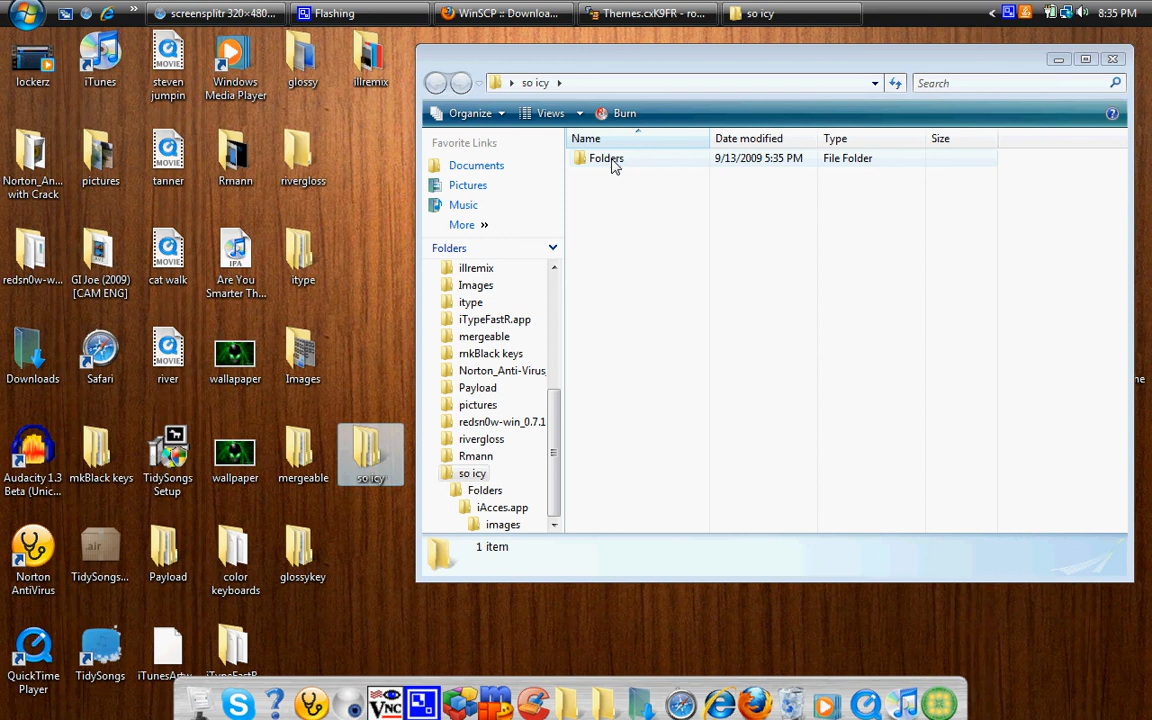 screensplitr 320×480...
Flashing
WinSCP :: Downloa...
Themes.cxK9FR - ro...
so icy
8:35 PM
lockerz
iTunes
steven jumpin
Windows Media Player
glossy
illremix
Norton_An... with Crack
pictures
tanner
Rmann
rivergloss
redsn0w-w...
GI Joe (2009) [CAM ENG]
cat walk
Are You Smarter Th...
itype
Downloads
Safari
river
wallapaper
Images
Audacity 1.3 Beta (Unic...
mkBlack keys
TidySongs Setup
wallpaper
mergeable
so icy
Norton AntiVirus
TidySongs...
Payload
color keyboards
glossykey
QuickTime Player
TidySongs
iTunesArtw...
iTypeFastR...
so icy
Search
Organize
Views
Burn
Name
Date modified
Type
Size
Folders
9/13/2009 5:35 PM
File Folder
Favorite Links
Documents
Pictures
Music
More »
Folders
illremix
Images
itype
iTypeFastR.app
mergeable
mkBlack keys
Norton_Anti-Virus_
Payload
pictures
redsn0w-win_0.7.1
rivergloss
Rmann
so icy
Folders
iAcces.app
images
1 item